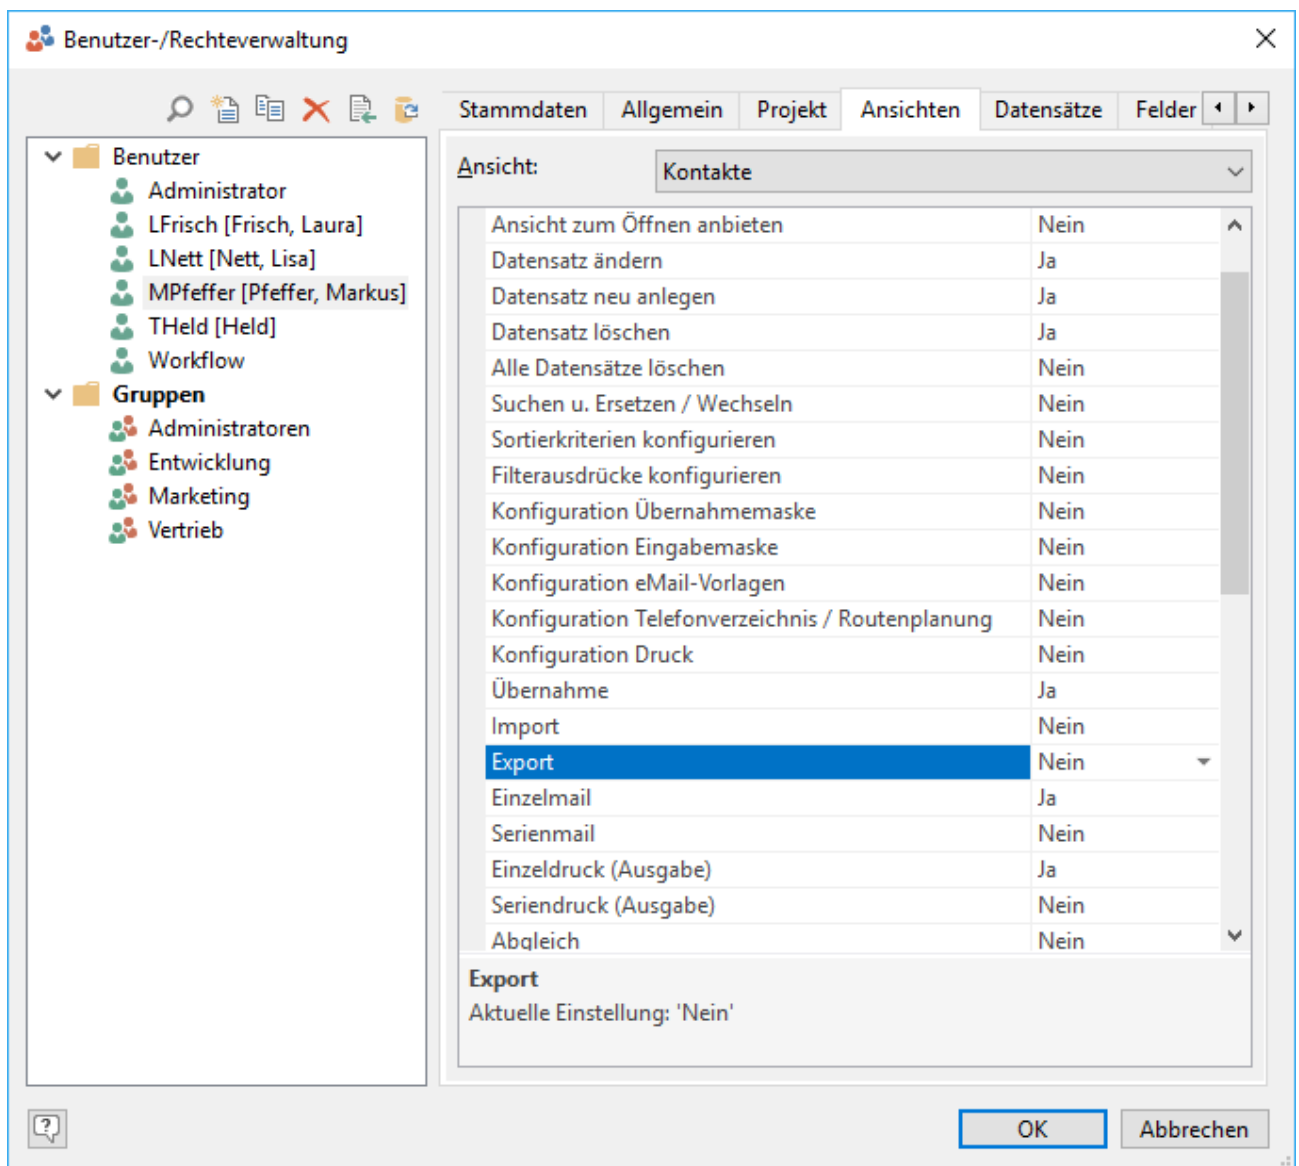 Benutzer-/Rechteverwaltung
Stammdaten Allgemein Projekt Ansichten Datensätze Felder
Benutzer
Administrator
LFrisch [Frisch, Laura]
LNett [Nett, Lisa]
MPfeffer [Pfeffer, Markus]
THeld [Held]
Workflow
Gruppen
Administratoren
Entwicklung
Marketing
Vertrieb
Ansicht: Kontakte
Ansicht zum Öffnen anbieten Nein
Datensatz ändern Ja
Datensatz neu anlegen Ja
Datensatz löschen Ja
Alle Datensätze löschen Nein
Suchen u. Ersetzen / Wechseln Nein
Sortierkriterien konfigurieren Nein
Filterausdrücke konfigurieren Nein
Konfiguration Übernahmemaske Nein
Konfiguration Eingabemaske Nein
Konfiguration eMail-Vorlagen Nein
Konfiguration Telefonverzeichnis / Routenplanung Nein
Konfiguration Druck Nein
Übernahme Ja
Import Nein
Export Nein
Einzelmail Ja
Serienmail Nein
Einzeldruck (Ausgabe) Ja
Seriendruck (Ausgabe) Nein
Abgleich Nein
Export
Aktuelle Einstellung: 'Nein'
OK Abbrechen